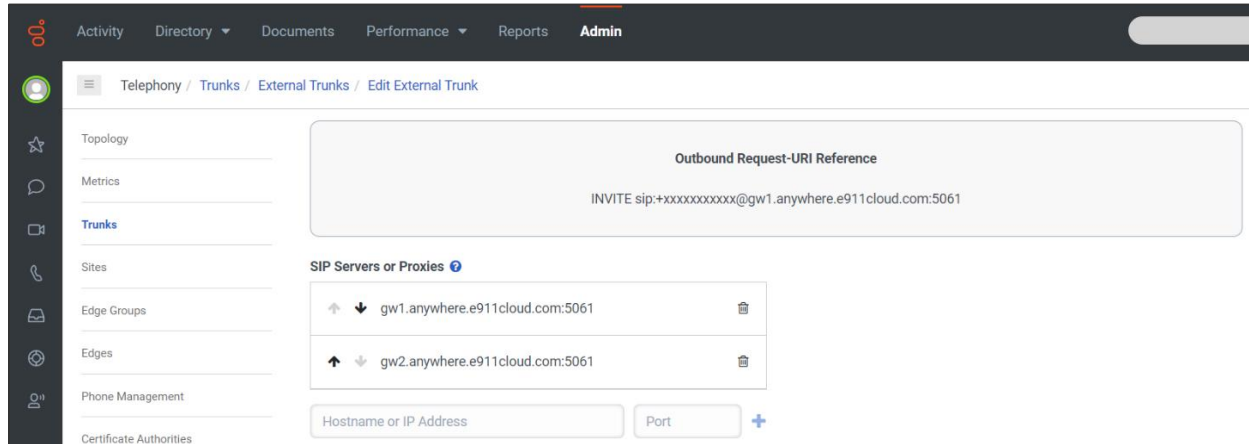 Activity Directory Documents Performance Reports Admin
Telephony / Trunks / External Trunks / Edit External Trunk
Topology
Metrics
Trunks
Sites
Edge Groups
Edges
Phone Management
Certificate Authorities
Outbound Request-URI Reference
INVITE sip:+xxxxxxxxxxx@gw1.anywhere.e911cloud.com:5061
SIP Servers or Proxies
gw1.anywhere.e911cloud.com:5061
gw2.anywhere.e911cloud.com:5061
Hostname or IP Address Port